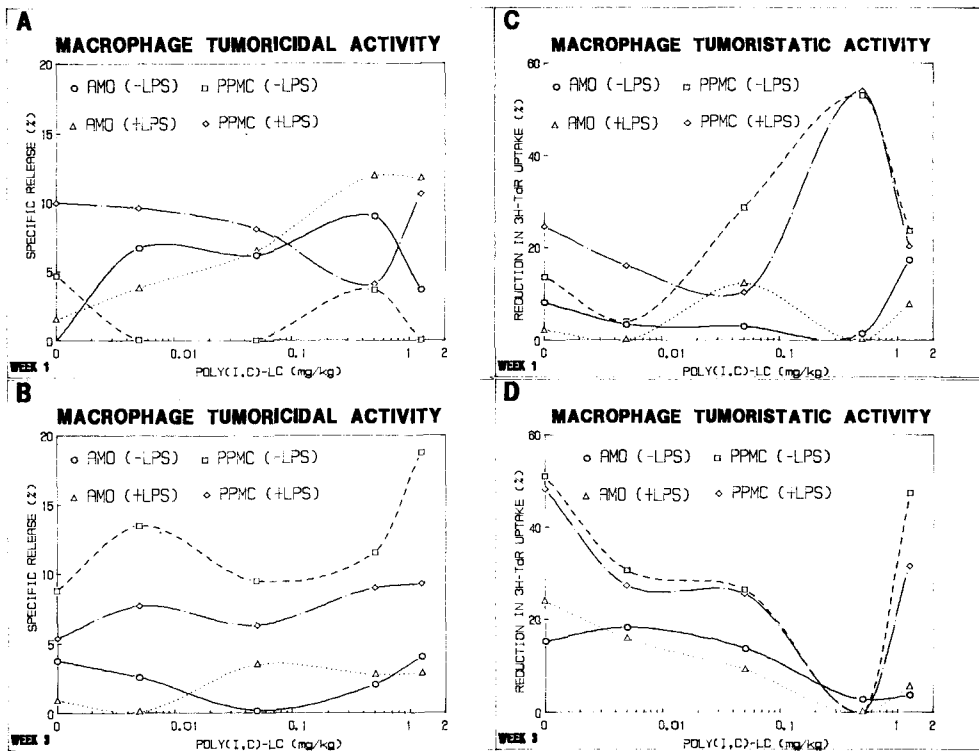 A
MACROPHAGE TUMORICIDAL ACTIVITY
20
15
10
5
0
SPECIFIC RELEASE (%)
AMO (-LPS)
PPMC (-LPS)
AMO (+LPS)
PPMC (+LPS)
0
0.01
0.1
1
2
POLY(I,C)-LC (mg/kg)
WEEK 1
C
MACROPHAGE TUMORISTATIC ACTIVITY
60
40
20
0
REDUCTION IN 3H-TdR UPTAKE (%)
AMO (-LPS)
PPMC (-LPS)
AMO (+LPS)
PPMC (+LPS)
0
0.01
0.1
1
2
POLY(I,C)-LC (mg/kg)
WEEK 1
B
MACROPHAGE TUMORICIDAL ACTIVITY
20
15
10
5
0
SPECIFIC RELEASE (%)
AMO (-LPS)
PPMC (-LPS)
AMO (+LPS)
PPMC (+LPS)
0
0.01
0.1
1
2
POLY(I,C)-LC (mg/kg)
WEEK 3
D
MACROPHAGE TUMORISTATIC ACTIVITY
60
40
20
0
REDUCTION IN 3H-TdR UPTAKE (%)
AMO (-LPS)
PPMC (-LPS)
AMO (+LPS)
PPMC (+LPS)
0
0.01
0.1
1
2
POLY(I,C)-LC (mg/kg)
WEEK 3